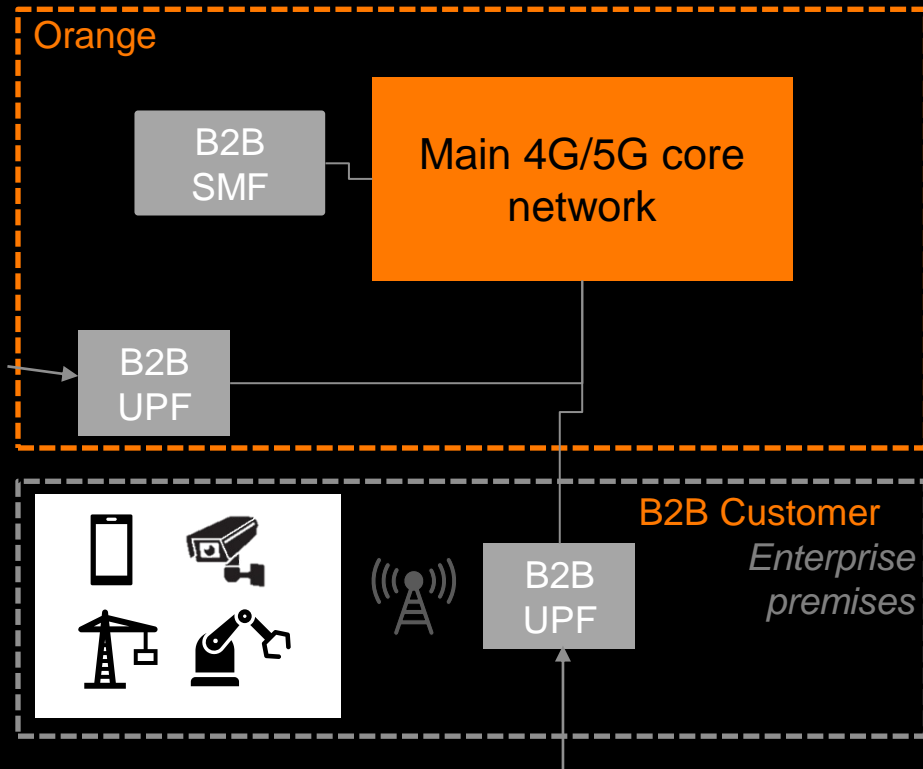 Orange
B2B
SMF
Main 4G/5G core
network
B2B
UPF
B2B Customer
Enterprise
premises
B2B
UPF